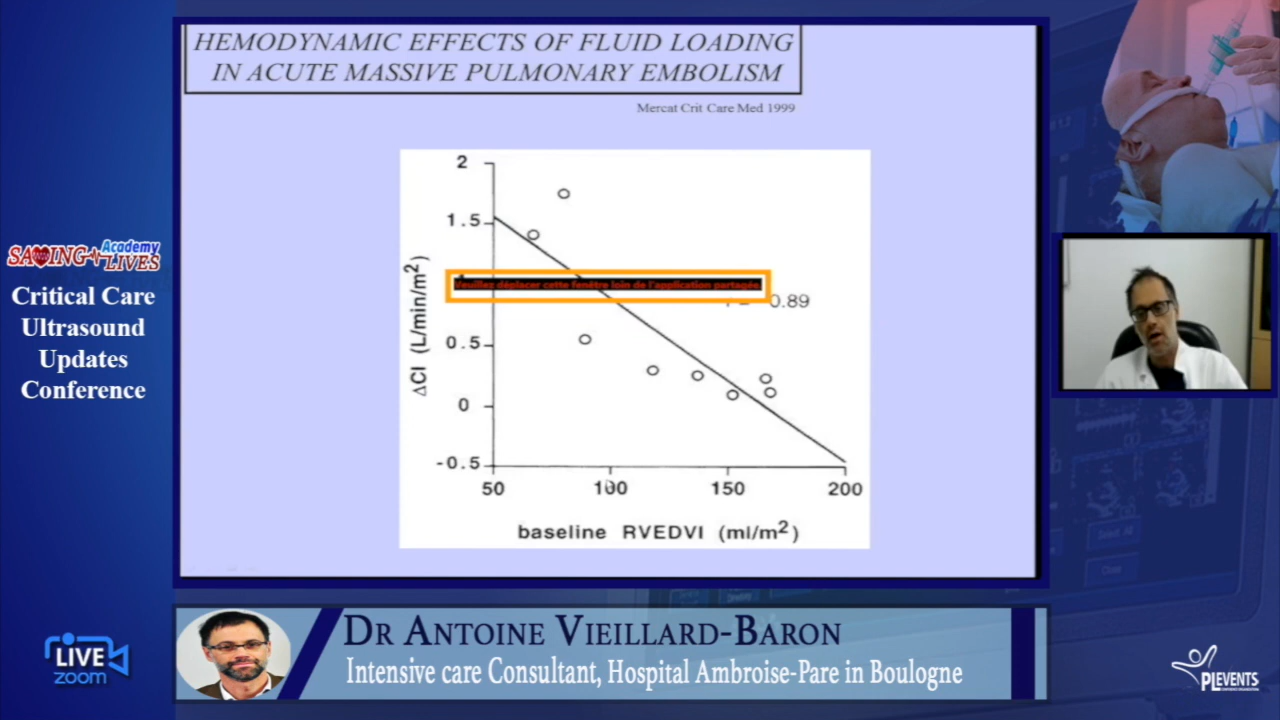 HEMODYNAMIC EFFECTS OF FLUID LOADING
IN ACUTE MASSIVE PULMONARY EMBOLISM
Mercat Crit Care Med 1999
2
1.5
Veuillez déplacer cette fenêtre loin de l'application partagée
0.89
0.5
0
-0.5
50
100
150
200
ΔCI (L/min/m²)
baseline RVEDVI (ml/m²)
SAVING Academy
LIVES
Critical Care
Ultrasound
Updates
Conference
LIVE
zoom
DR ANTOINE VIEILLARD-BARON
Intensive care Consultant, Hospital Ambroise-Pare in Boulogne
PLEVENTS